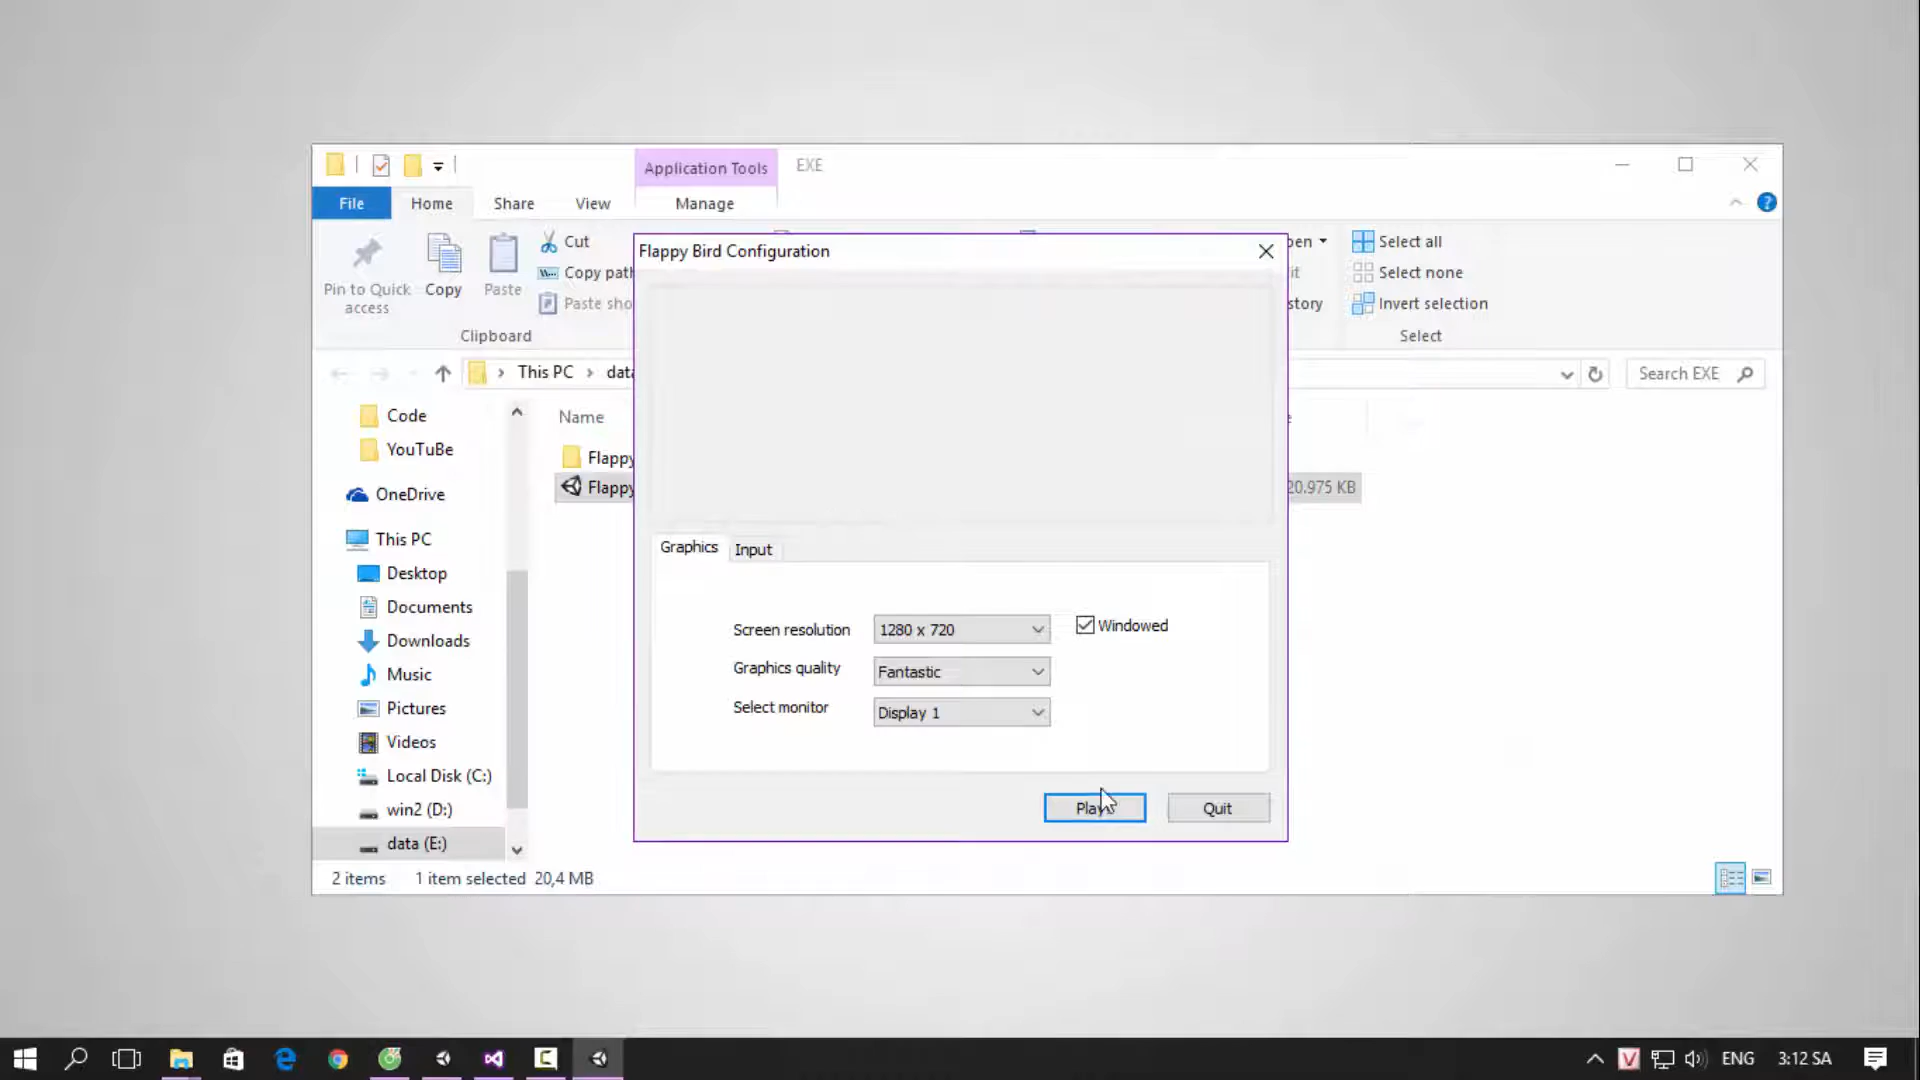 Application Tools
EXE
File
Home
Share
View
Manage
Pin to Quick access
Copy
Paste
Cut
Copy path
Paste sho
Clipboard
Select all
Select none
Invert selection
Select
story
Flappy Bird Configuration
This PC
data
Search EXE
Code
YouTuBe
OneDrive
This PC
Desktop
Documents
Downloads
Music
Pictures
Videos
Local Disk (C:)
win2 (D:)
data (E:)
Name
Flappy
Flappy
20.975 KB
Graphics
Input
Screen resolution
1280 x 720
Windowed
Graphics quality
Fantastic
Select monitor
Display 1
Play
Quit
2 items
1 item selected 20,4 MB
ENG
3:12 SA